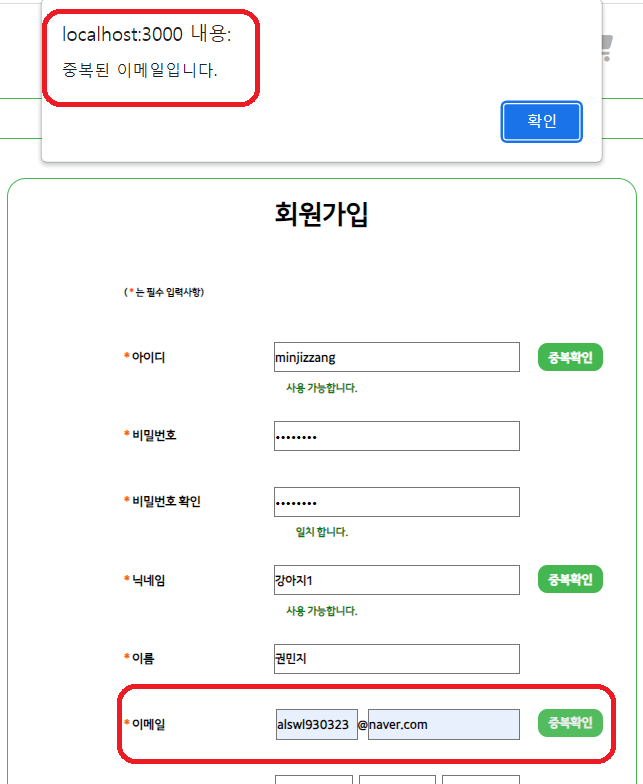 localhost:3000 내용:
중복된 이메일입니다.
확인
회원가입
( * 는 필수 입력사항)
* 아이디 minjizzang 중복확인
사용 가능합니다.
* 비밀번호 ••••••••
* 비밀번호 확인 ••••••••
일치 합니다.
* 닉네임 강아지1 중복확인
사용 가능합니다.
* 이름 권민지
* 이메일 alswl930323 @ naver.com 중복확인